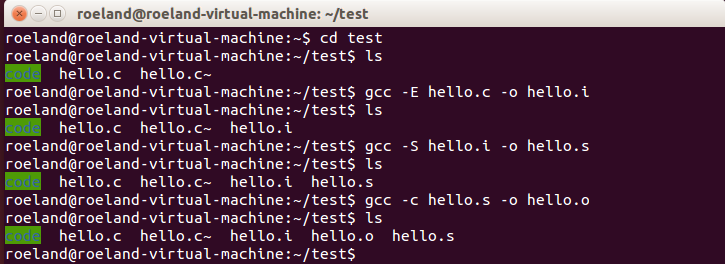 roeland@roeland-virtual-machine: ~/test
roeland@roeland-virtual-machine:~$ cd test
roeland@roeland-virtual-machine:~/test$ ls
code  hello.c  hello.c~
roeland@roeland-virtual-machine:~/test$ gcc -E hello.c -o hello.i
roeland@roeland-virtual-machine:~/test$ ls
code  hello.c  hello.c~  hello.i
roeland@roeland-virtual-machine:~/test$ gcc -S hello.i -o hello.s
roeland@roeland-virtual-machine:~/test$ ls
code  hello.c  hello.c~  hello.i  hello.s
roeland@roeland-virtual-machine:~/test$ gcc -c hello.s -o hello.o
roeland@roeland-virtual-machine:~/test$ ls
code  hello.c  hello.c~  hello.i  hello.o  hello.s
roeland@roeland-virtual-machine:~/test$